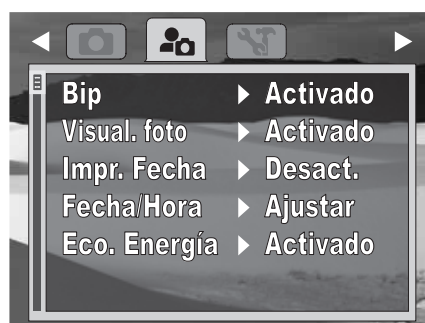 Bip Activado
Visual. foto Activado
Impr. Fecha Desact.
Fecha/Hora Ajustar
Eco. Energía Activado